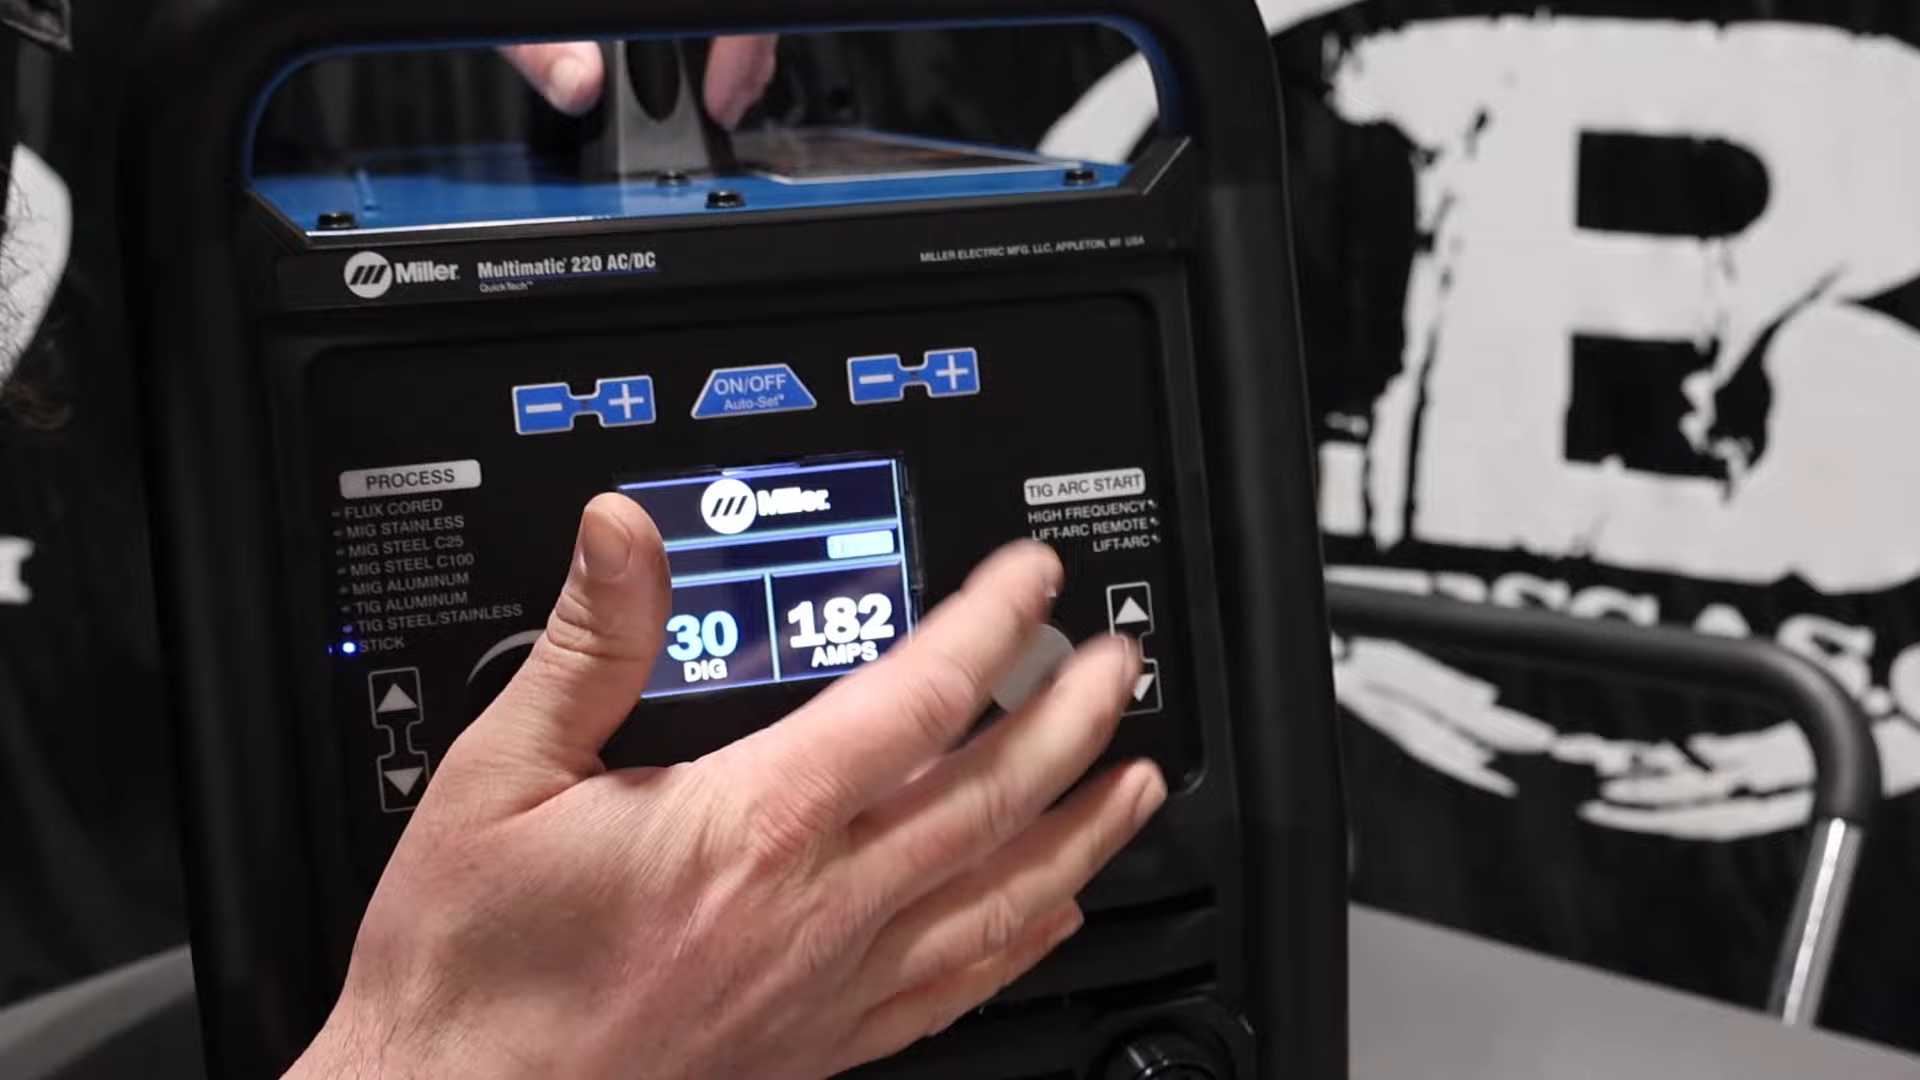 Miller Multimatic 220 AC/DC
QuickTech™
MILLER ELECTRIC MFG. LLC, APPLETON, WI USA
− +
ON/OFF
Auto-Set™
− +
PROCESS
FLUX CORED
MIG STAINLESS
MIG STEEL C25
MIG STEEL C100
MIG ALUMINUM
TIG ALUMINUM
TIG STEEL/STAINLESS
STICK
Miller
30
DIG
182
AMPS
TIG ARC START
HIGH FREQUENCY
LIFT-ARC REMOTE
LIFT-ARC
B